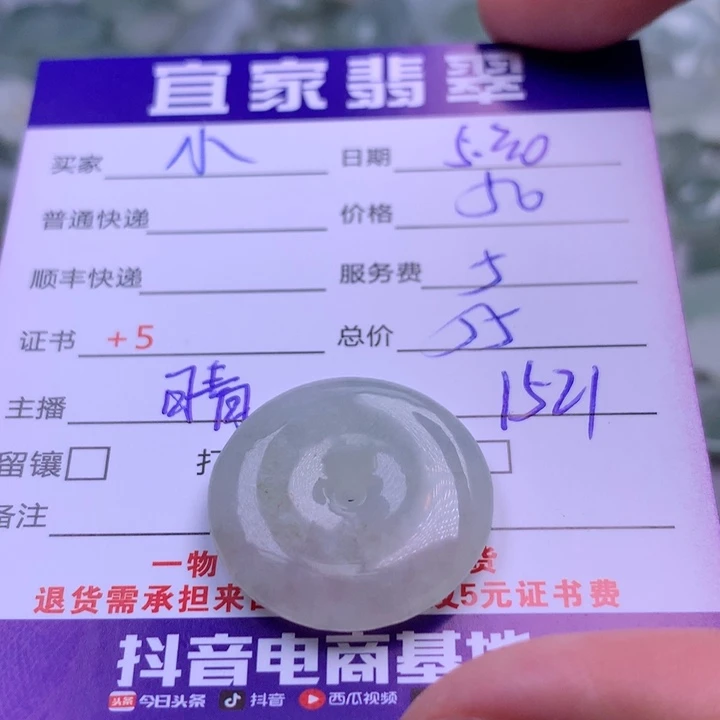 宜家翡翠
买家 小 日期 5.20
普通快递 价格 50
顺丰快递 服务费 5
证书 +5 总价 55
主播 晴 1521
留镶
备注
一物 货
退货需承担来 5元证书费
抖音电商基地
头条 今日头条 抖音 西瓜视频